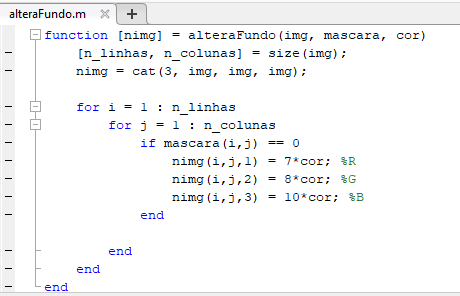 alteraFundo.m × +
function [nimg] = alteraFundo(img, mascara, cor)
    [n_linhas, n_colunas] = size(img);
    nimg = cat(3, img, img, img);
    for i = 1 : n_linhas
        for j = 1 : n_colunas
            if mascara(i,j) == 0
                nimg(i,j,1) = 7*cor; %R
                nimg(i,j,2) = 8*cor; %G
                nimg(i,j,3) = 10*cor; %B
            end
        end
    end
end